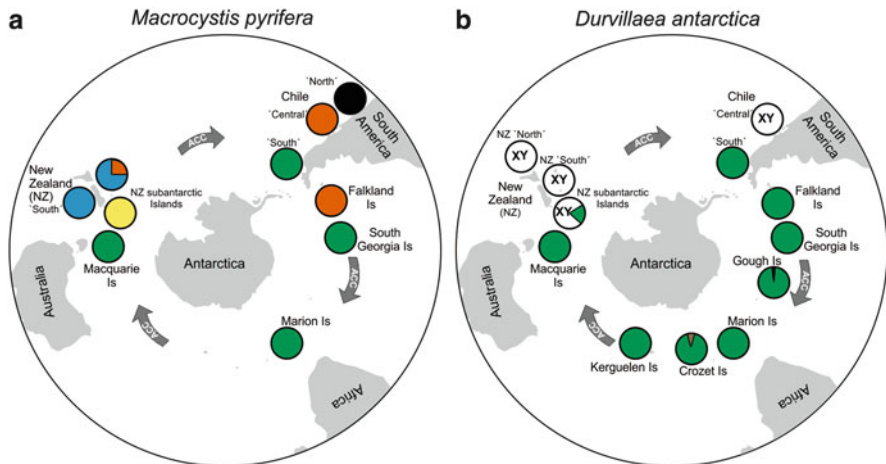 a
Macrocystis pyrifera
`North´
Chile
`Central´
South
America
`South´
ACC
New
Zealand
(NZ)
`South´
NZ subantarctic
Islands
Falkland
Is
South
Georgia Is
Macquarie
Is
Antarctica
Australia
ACC
ACC
Marion Is
Africa
b
Durvillaea antarctica
Chile
`Central´
XY
South
America
`South´
ACC
NZ `North´
XY
NZ `South´
XY
New
Zealand
(NZ)
NZ subantarctic
Islands
XY
Falkland
Is
South
Georgia Is
Gough Is
Macquarie
Is
Antarctica
Australia
ACC
ACC
Marion Is
Kerguelen Is
Crozet Is
Africa